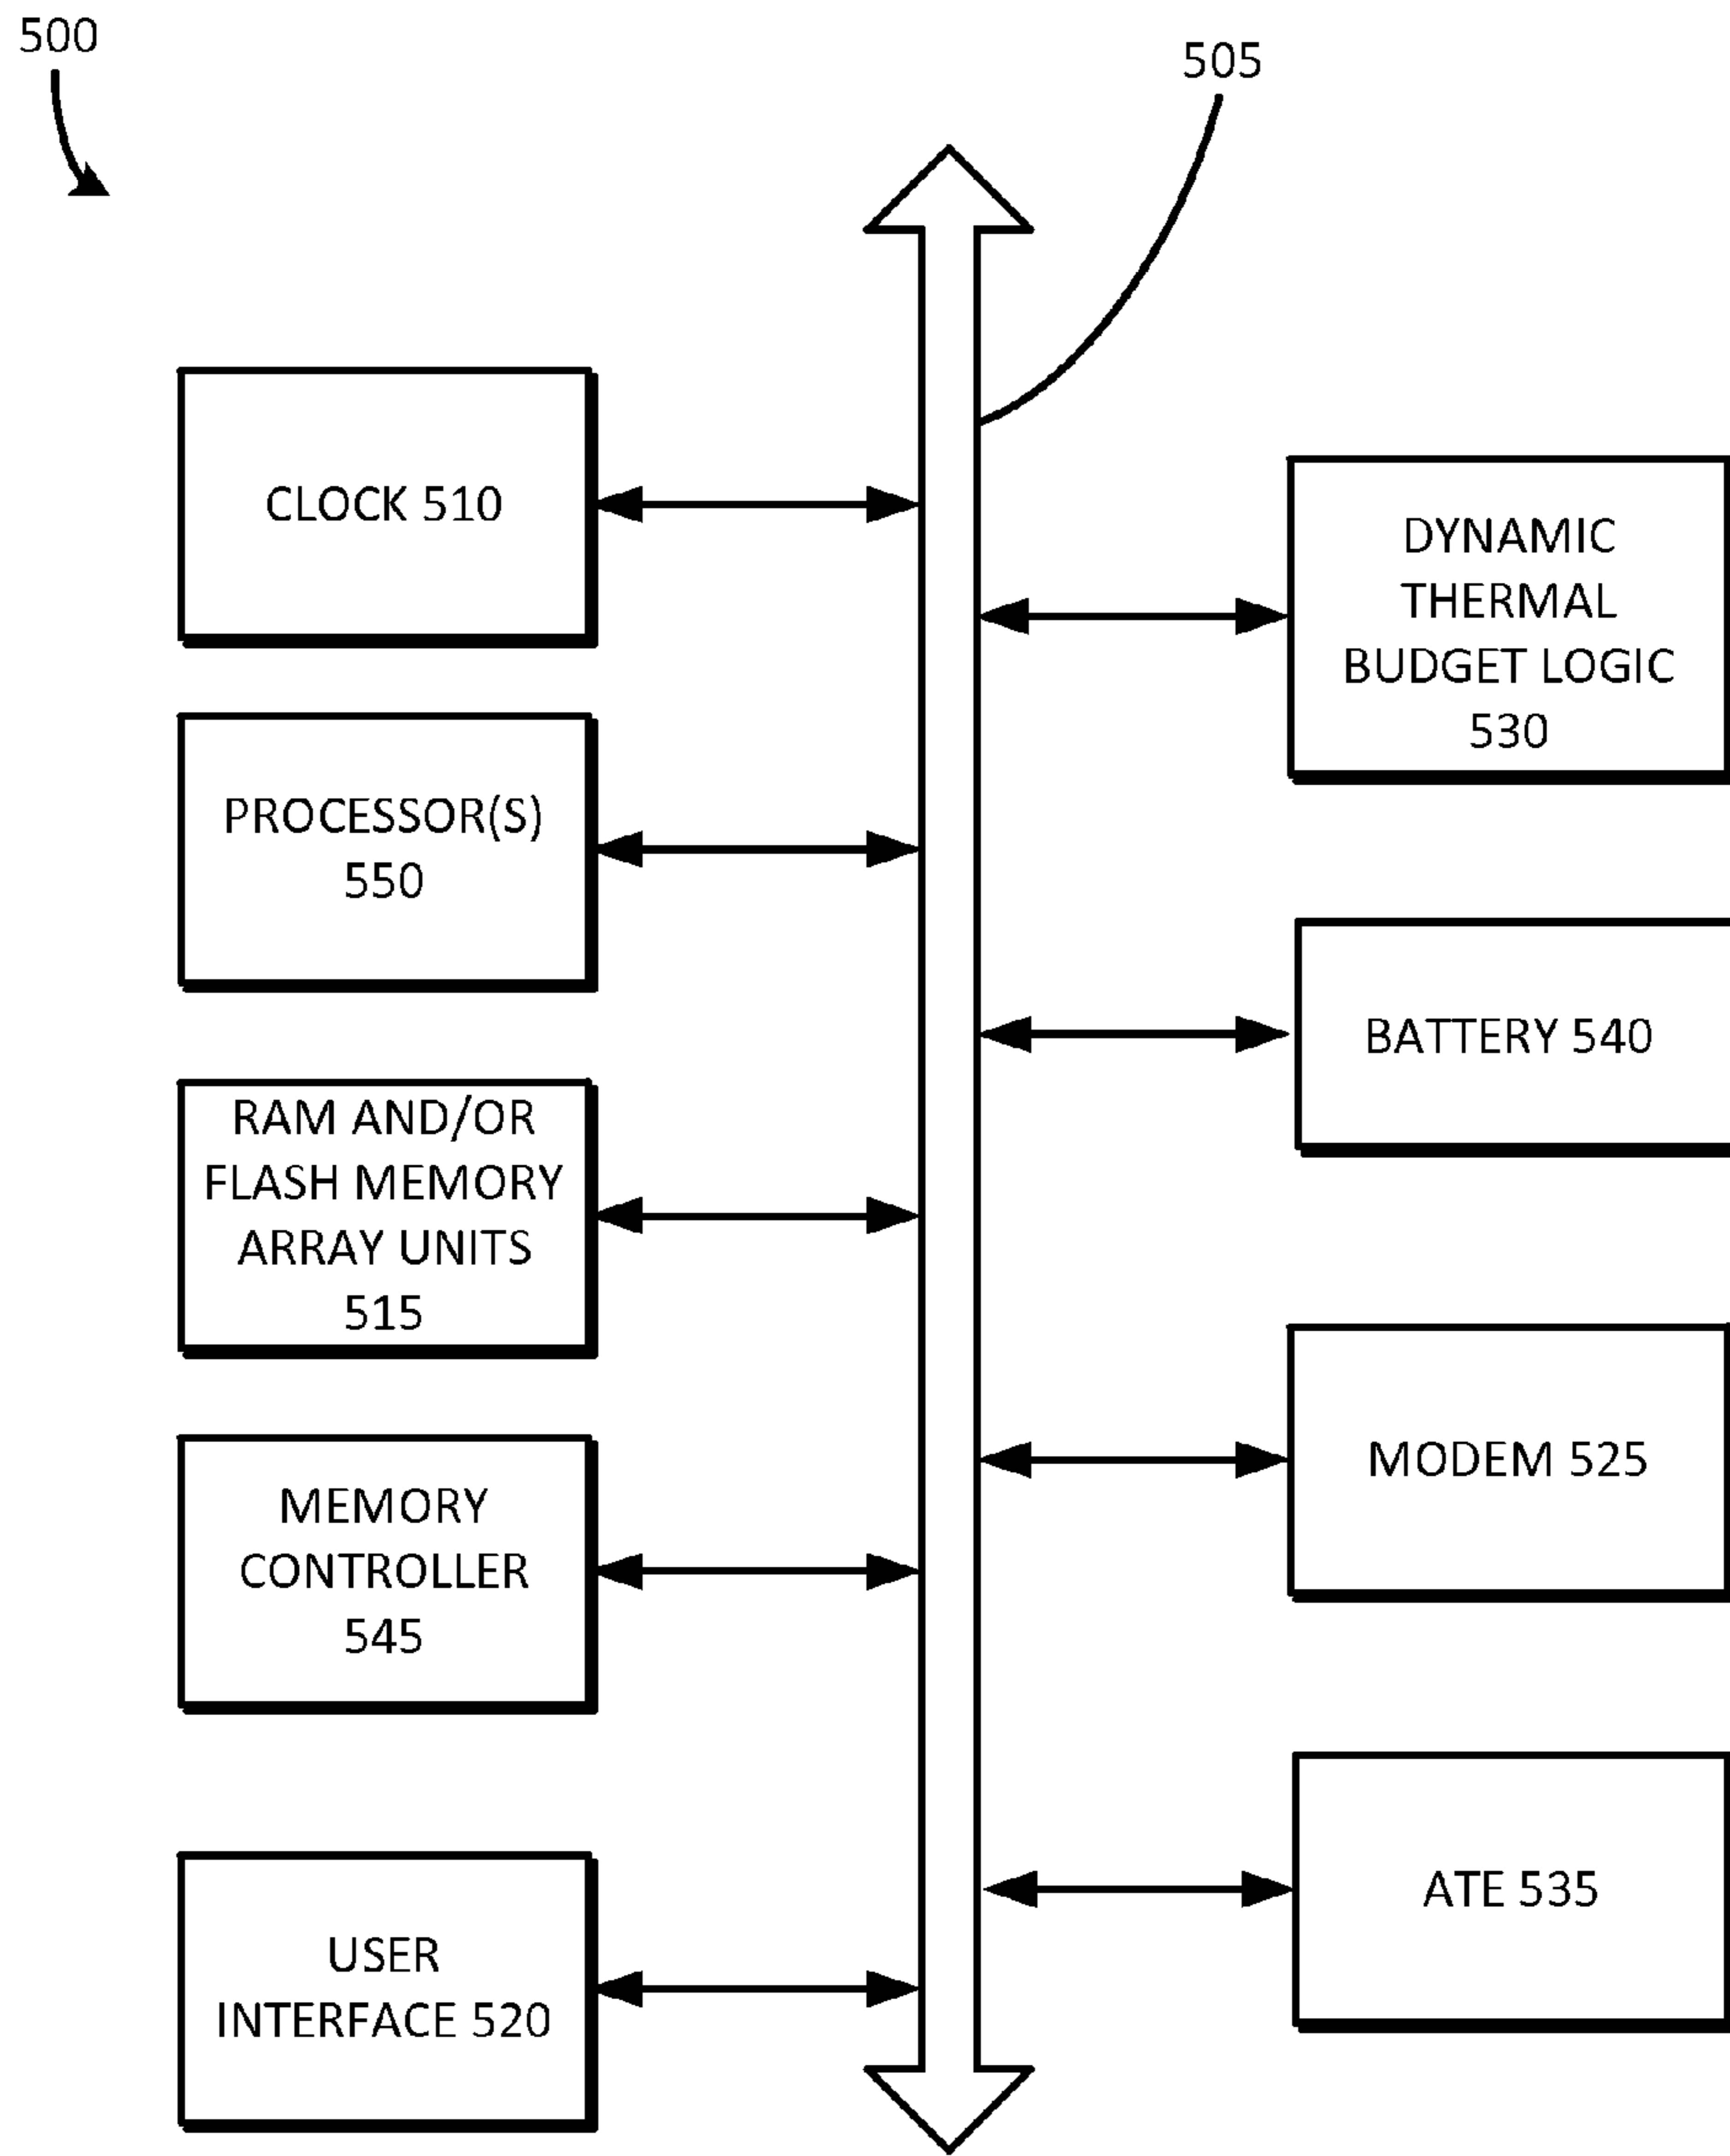 500
505
CLOCK 510
PROCESSOR(S)
550
RAM AND/OR
FLASH MEMORY
ARRAY UNITS
515
MEMORY
CONTROLLER
545
USER
INTERFACE 520
DYNAMIC
THERMAL
BUDGET LOGIC
530
BATTERY 540
MODEM 525
ATE 535